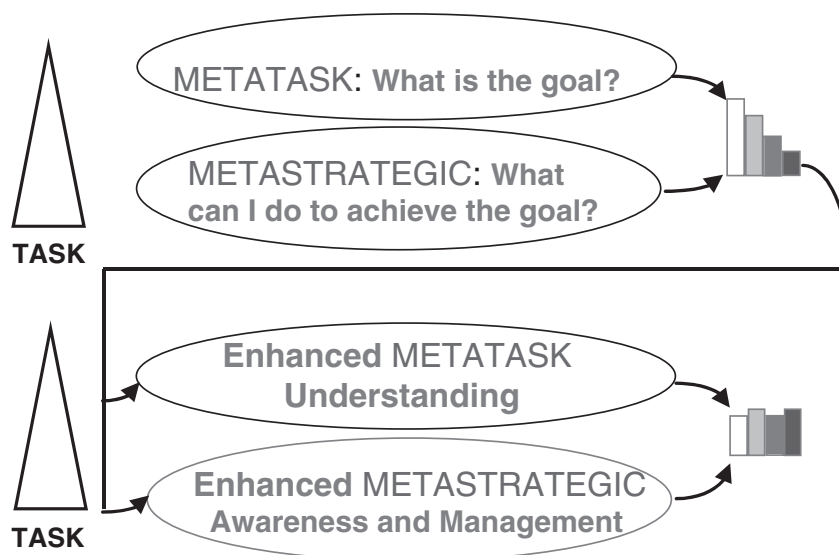 METATASK: What is the goal?
METASTRATEGIC: What
can I do to achieve the goal?
TASK
Enhanced METATASK
Understanding
Enhanced METASTRATEGIC
Awareness and Management
TASK